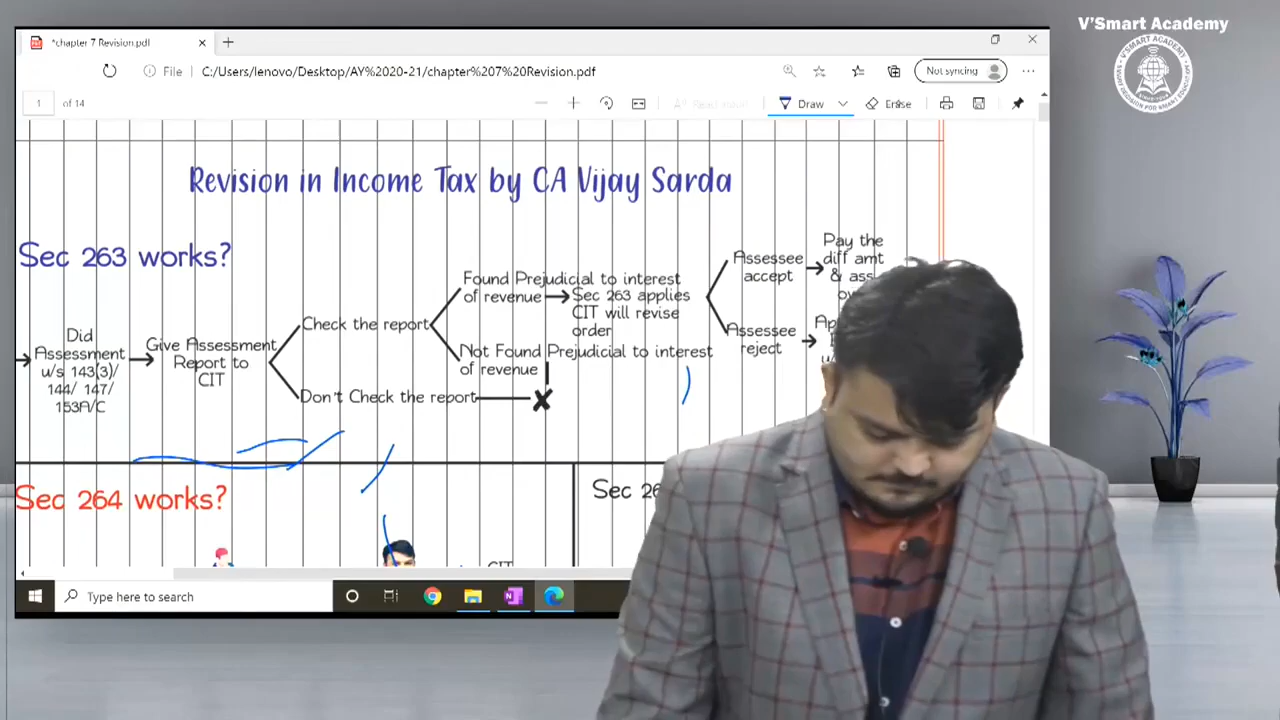 V'Smart Academy
*chapter 7 Revision.pdf
File
C:/Users/lenovo/Desktop/AY%2020-21/chapter%207%20Revision.pdf
Not syncing
1
of 14
Draw
Erase
Revision in Income Tax by CA Vijay Sarda
Sec 263 works?
Did
Assessment
u/s 143(3)/
144/ 147/
153A/C
Give Assessment
Report to
CIT
Check the report
Don't Check the report
Found Prejudicial to interest
of revenue
Sec 263 applies
CIT will revise
order
Not Found Prejudicial to interest
of revenue
Assessee
accept
Pay the
diff amt
Assessee
reject
Sec 264 works?
Sec
CIT
Type here to search